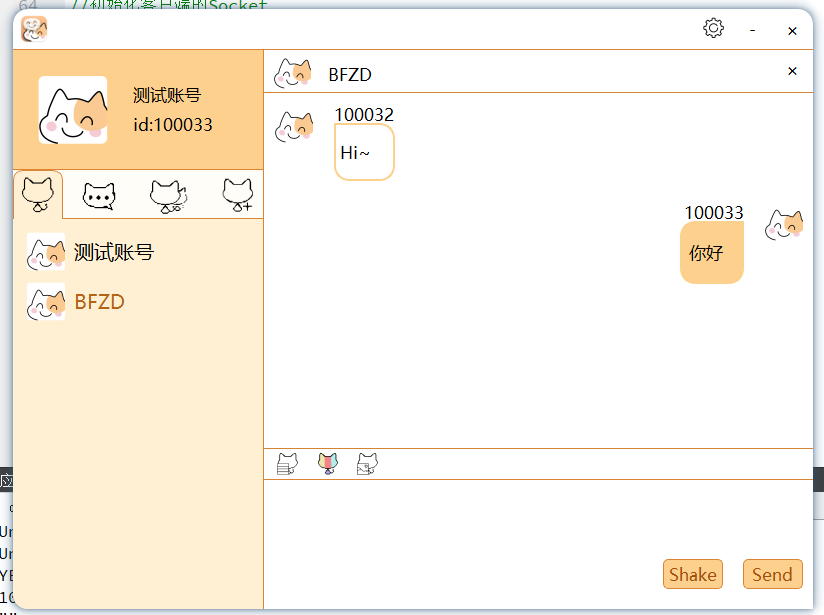 64 //初始化客户端的Socket
测试账号
id:100033
测试账号
BFZD
BFZD
100032
Hi~
100033
你好
Shake
Send